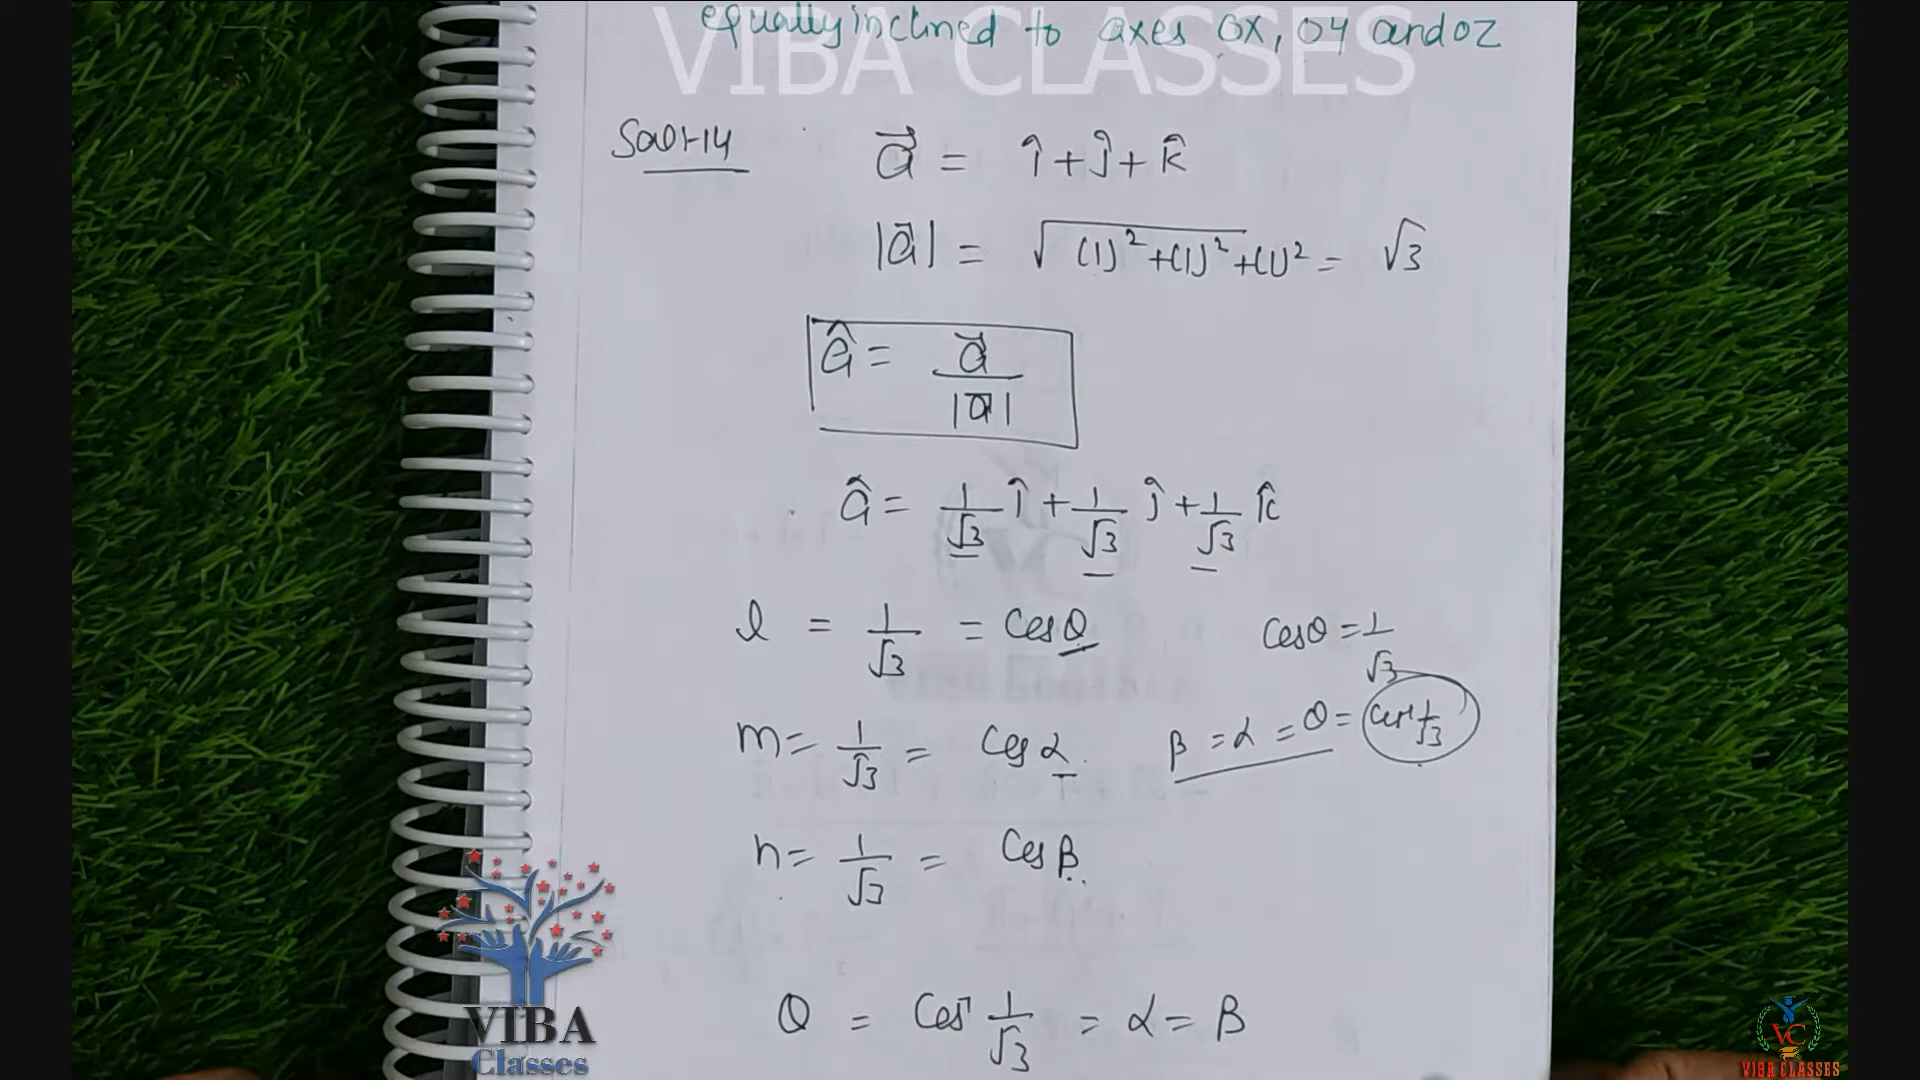 equally inclined to axes OX, OY and OZ
VIBA CLASSES
Sol-14
a⃗ = î + ĵ + k̂
|a⃗| = √(1)² + (1)² + (1)² = √3
â = a⃗ / |a⃗|
â = 1/√3 î + 1/√3 ĵ + 1/√3 k̂
l = 1/√3 = Cos θ
Cos θ = 1/√3
m = 1/√3 = Cos α
β = α = θ = Cos⁻¹ 1/√3
n = 1/√3 = Cos β
θ = Cos⁻¹ 1/√3 = α = β
VIBA
Classes
VC
VIBA CLASSES